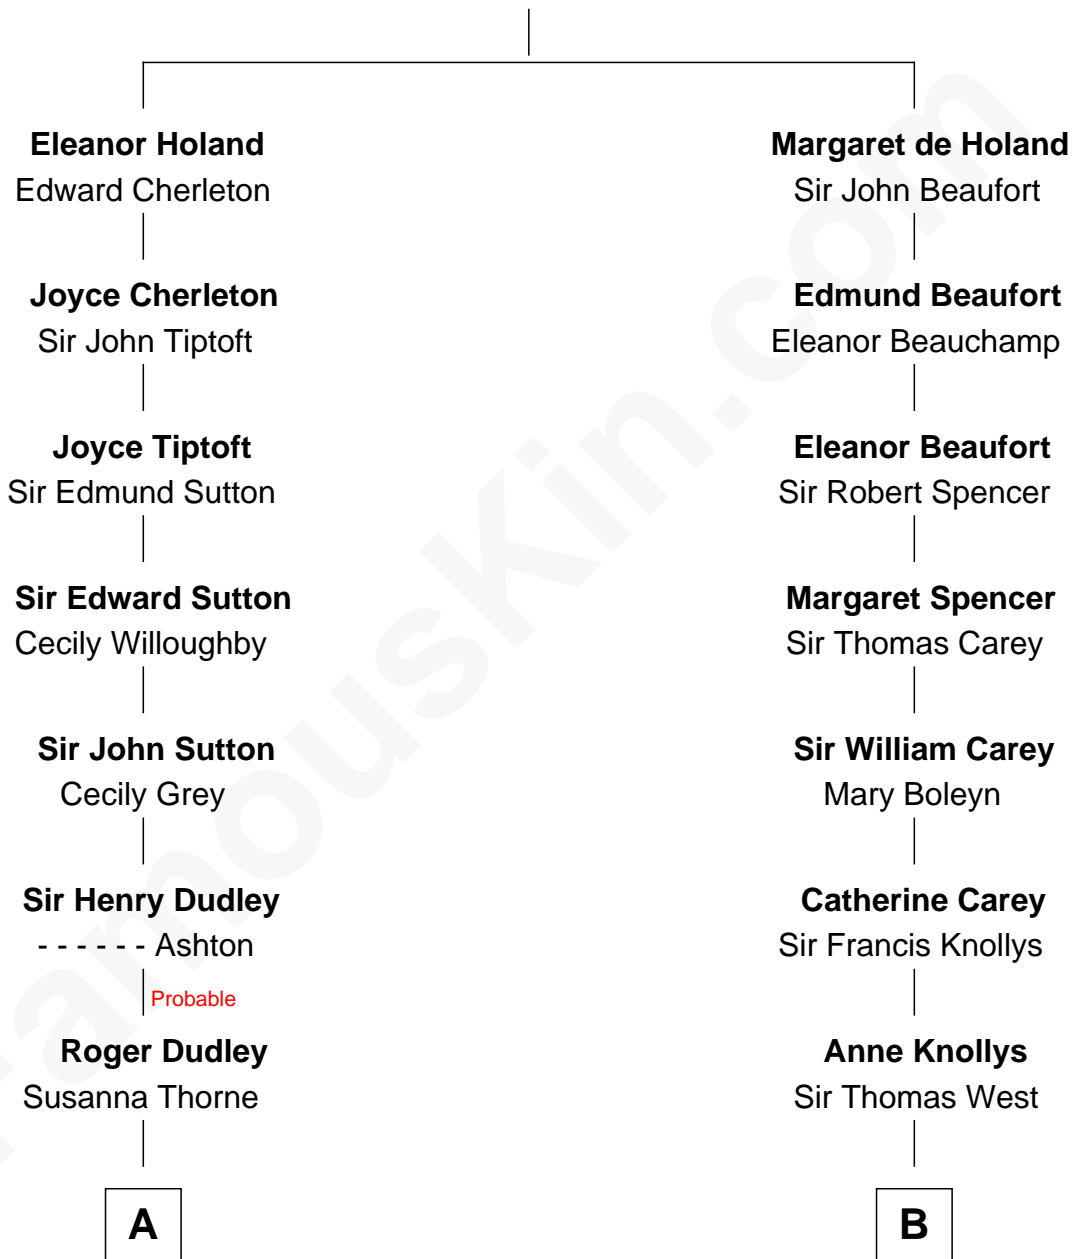 Eleanor Holand
Edward Cherleton
Joyce Cherleton
Sir John Tiptoft
Joyce Tiptoft
Sir Edmund Sutton
Sir Edward Sutton
Cecily Willoughby
Sir John Sutton
Cecily Grey
Sir Henry Dudley
- - - - - - Ashton
Probable
Roger Dudley
Susanna Thorne
A
Margaret de Holand
Sir John Beaufort
Edmund Beaufort
Eleanor Beauchamp
Eleanor Beaufort
Sir Robert Spencer
Margaret Spencer
Sir Thomas Carey
Sir William Carey
Mary Boleyn
Catherine Carey
Sir Francis Knollys
Anne Knollys
Sir Thomas West
B
FamousKin.com